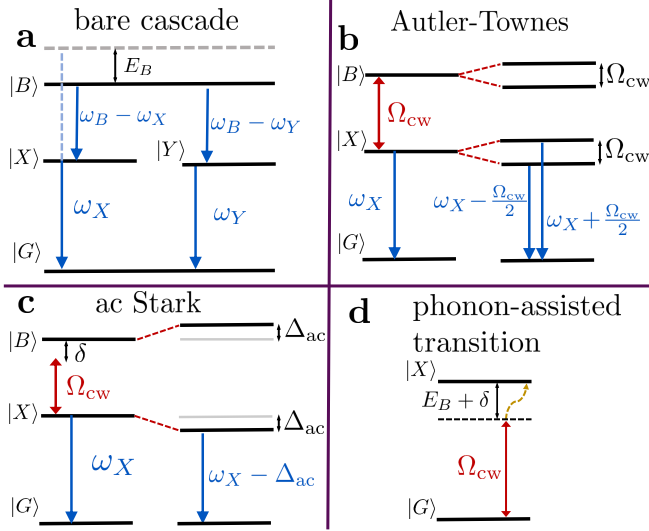 a
bare cascade
E_B
|B⟩
ω_B − ω_X
ω_B − ω_Y
|X⟩
|Y⟩
ω_X
ω_Y
|G⟩
b
Autler-Townes
|B⟩
Ω_cw
Ω_cw
|X⟩
Ω_cw
ω_X
ω_X − Ω_cw/2
ω_X + Ω_cw/2
|G⟩
c
ac Stark
|B⟩
δ
Δ_ac
Ω_cw
|X⟩
Δ_ac
ω_X
ω_X − Δ_ac
|G⟩
d
phonon-assisted
transition
|X⟩
E_B + δ
Ω_cw
|G⟩